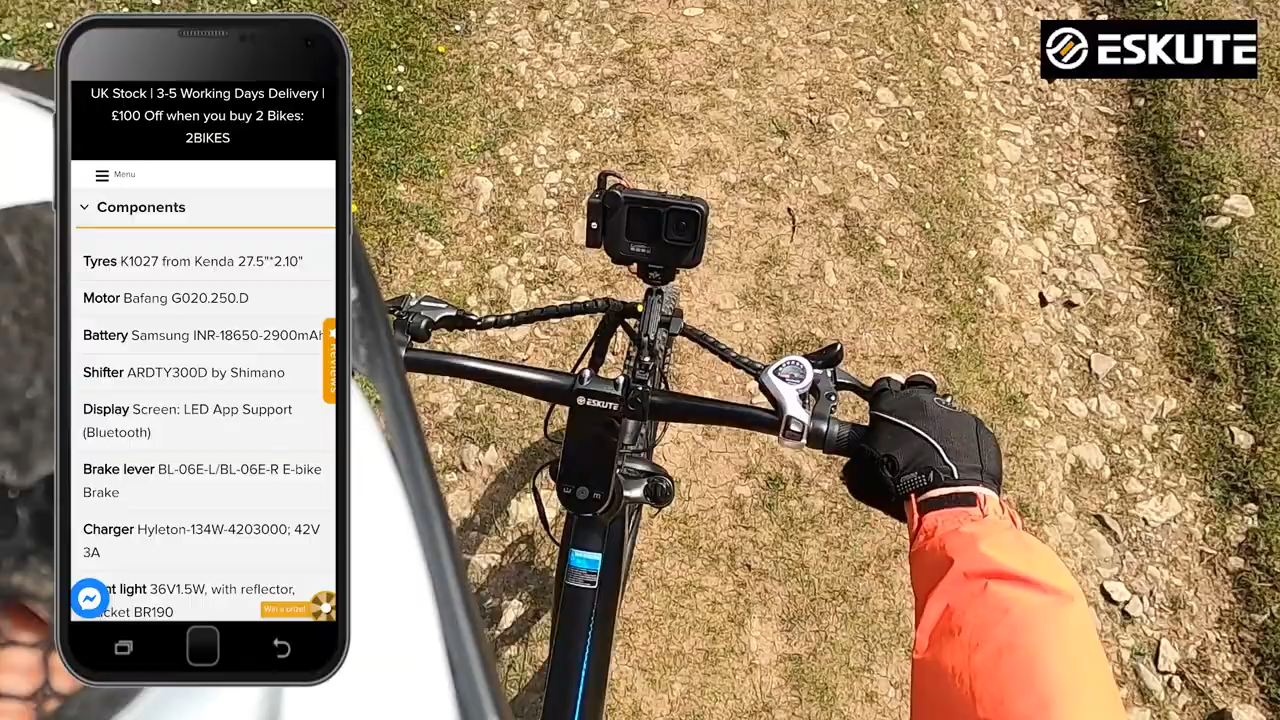 UK Stock | 3-5 Working Days Delivery |
£100 Off when you buy 2 Bikes:
2BIKES
Menu
Components
Tyres K1027 from Kenda 27.5"*2.10"
Motor Bafang G020.250.D
Battery Samsung INR-18650-2900mAh
Reviews
Shifter ARDTY300D by Shimano
Display Screen: LED App Support
(Bluetooth)
Brake lever BL-06E-L/BL-06E-R E-bike
Brake
Charger Hyleton-134W-4203000; 42V
3A
light 36V1.5W, with reflector,
BR190
Win a prize!
ESKUTE
ESKUTE